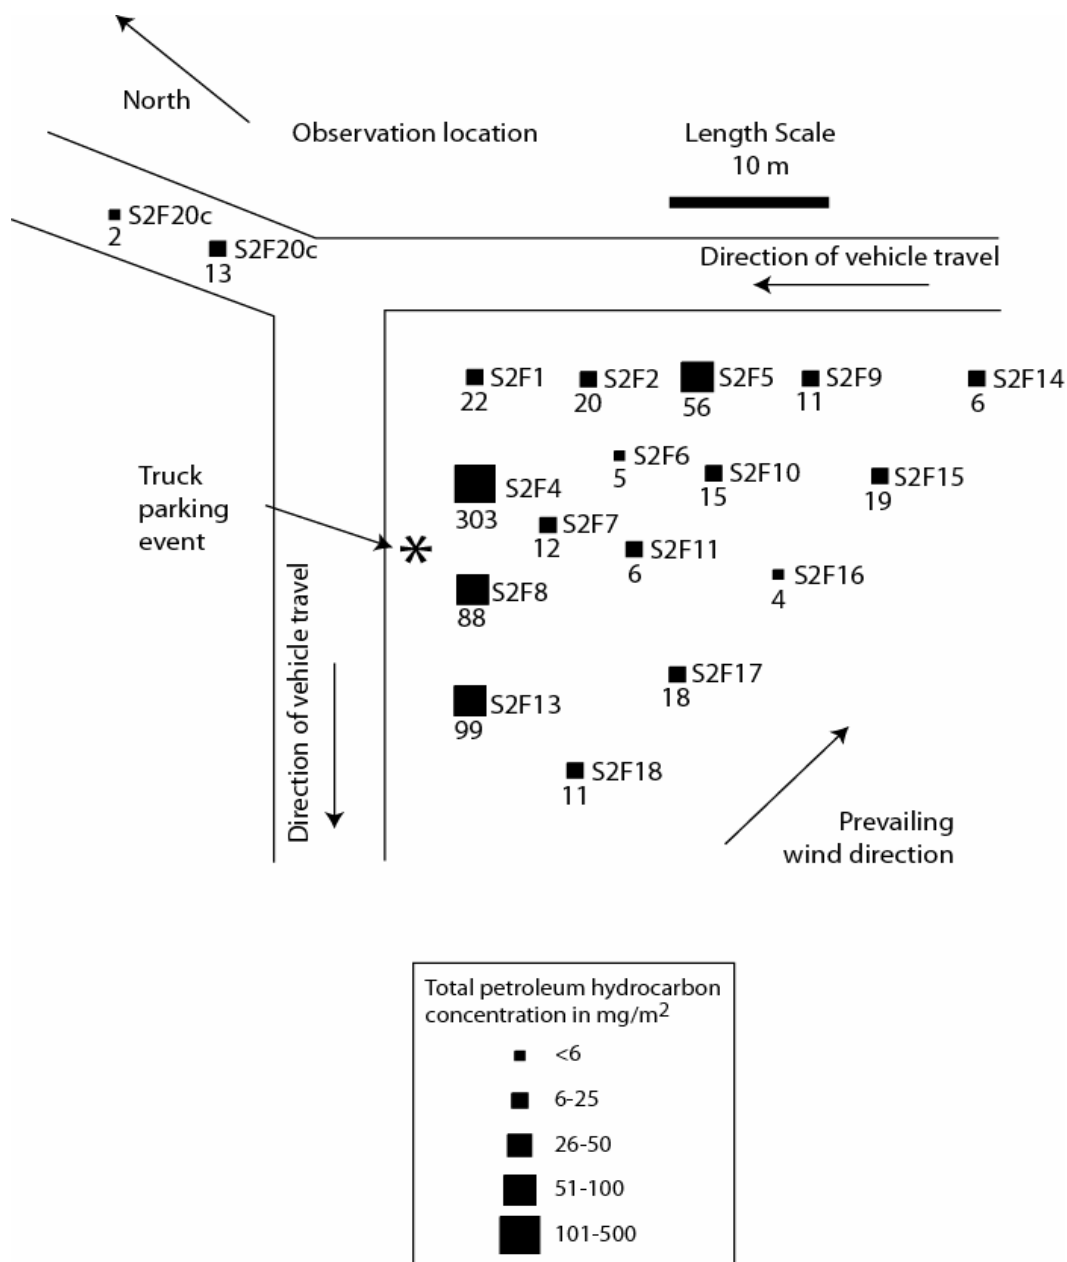 North
Observation location
Length Scale
10 m
S2F20c
2
S2F20c
13
Direction of vehicle travel
S2F1
22
S2F2
20
S2F5
56
S2F9
11
S2F14
6
S2F6
5
S2F10
15
S2F15
19
Truck
parking
event
S2F4
303
*
S2F7
12
S2F11
6
S2F16
4
S2F8
88
Direction of vehicle travel
S2F17
18
S2F13
99
S2F18
11
Prevailing
wind direction
Total petroleum hydrocarbon
concentration in mg/m2
<6
6-25
26-50
51-100
101-500